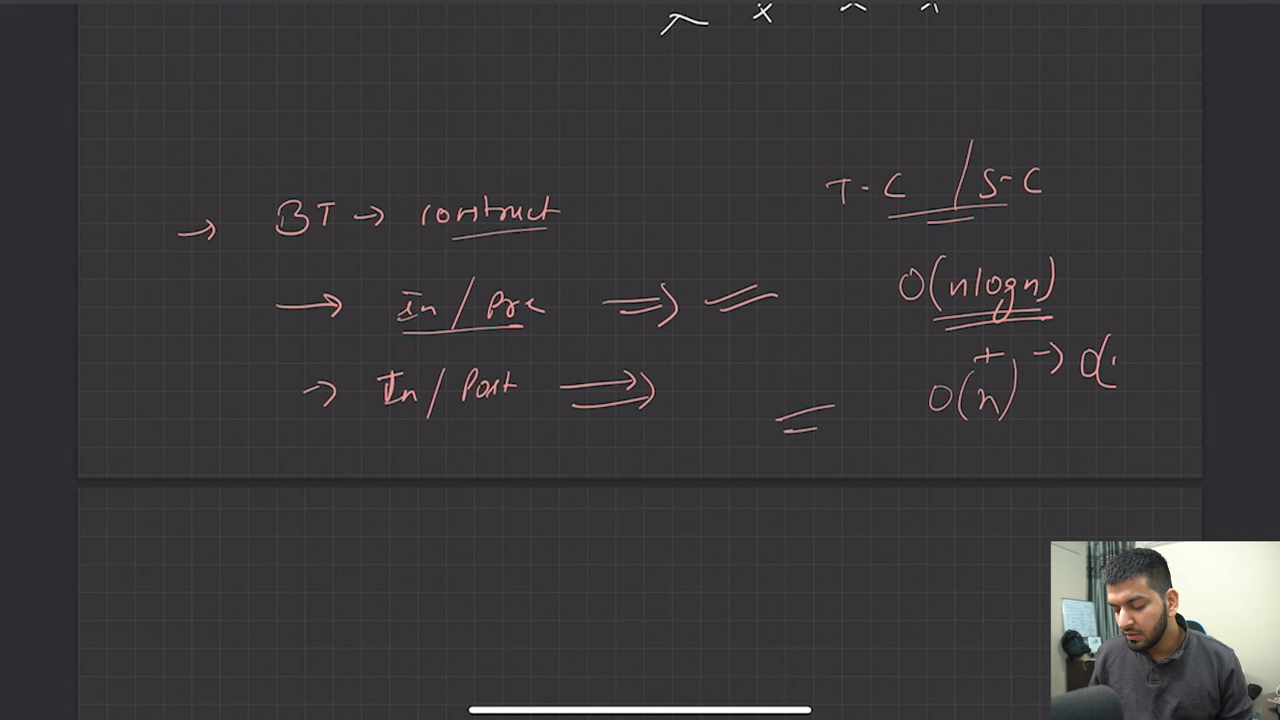 T-C / S-C
→ BT → construct
O(nlogn)
→ In / Pre ⇒
+ → O(
→ In / Post ⇒
O(n)